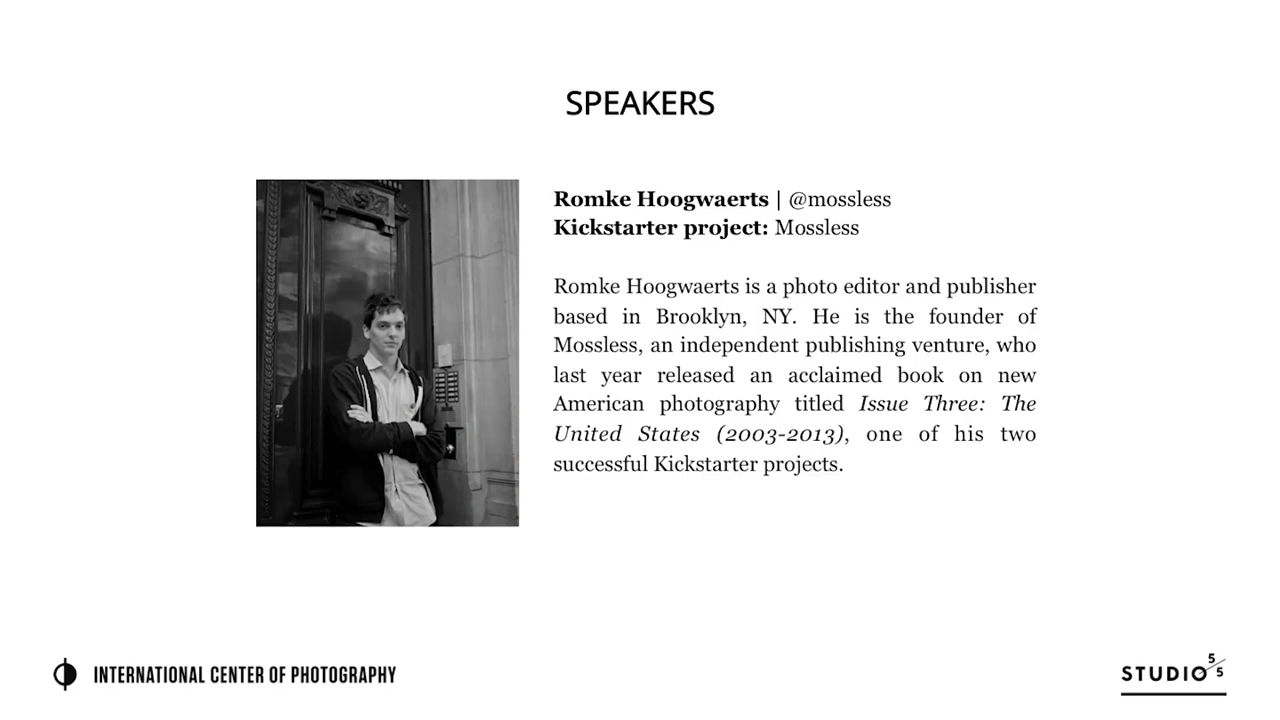 SPEAKERS
Romke Hoogwaerts | @mossless
Kickstarter project: Mossless
Romke Hoogwaerts is a photo editor and publisher
based in Brooklyn, NY. He is the founder of
Mossless, an independent publishing venture, who
last year released an acclaimed book on new
American photography titled Issue Three: The
United States (2003-2013), one of his two
successful Kickstarter projects.
INTERNATIONAL CENTER OF PHOTOGRAPHY
STUDIO 5/5